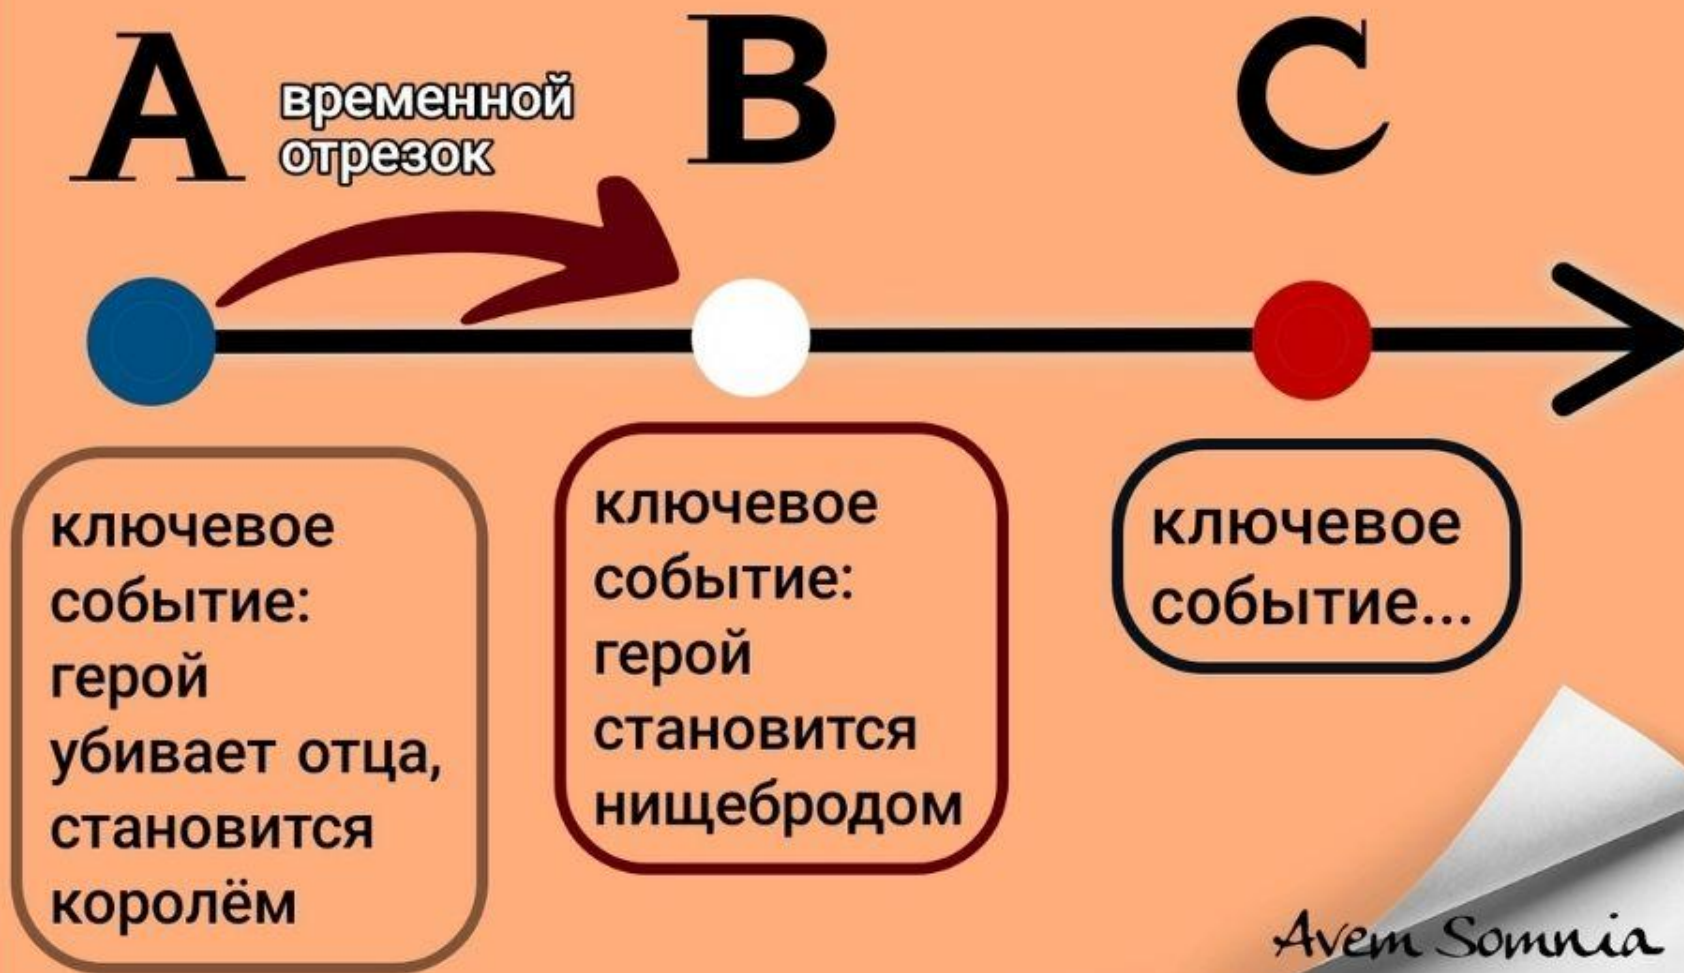 A
временной
отрезок
B
C
ключевое
событие:
герой
убивает отца,
становится
королём
ключевое
событие:
герой
становится
нищебродом
ключевое
событие...
Avem Somnia